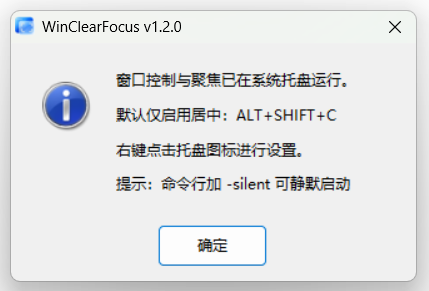 WinClearFocus v1.2.0
窗口控制与聚焦已在系统托盘运行。
默认仅启用居中：ALT+SHIFT+C
右键点击托盘图标进行设置。
提示：命令行加 -silent 可静默启动
确定